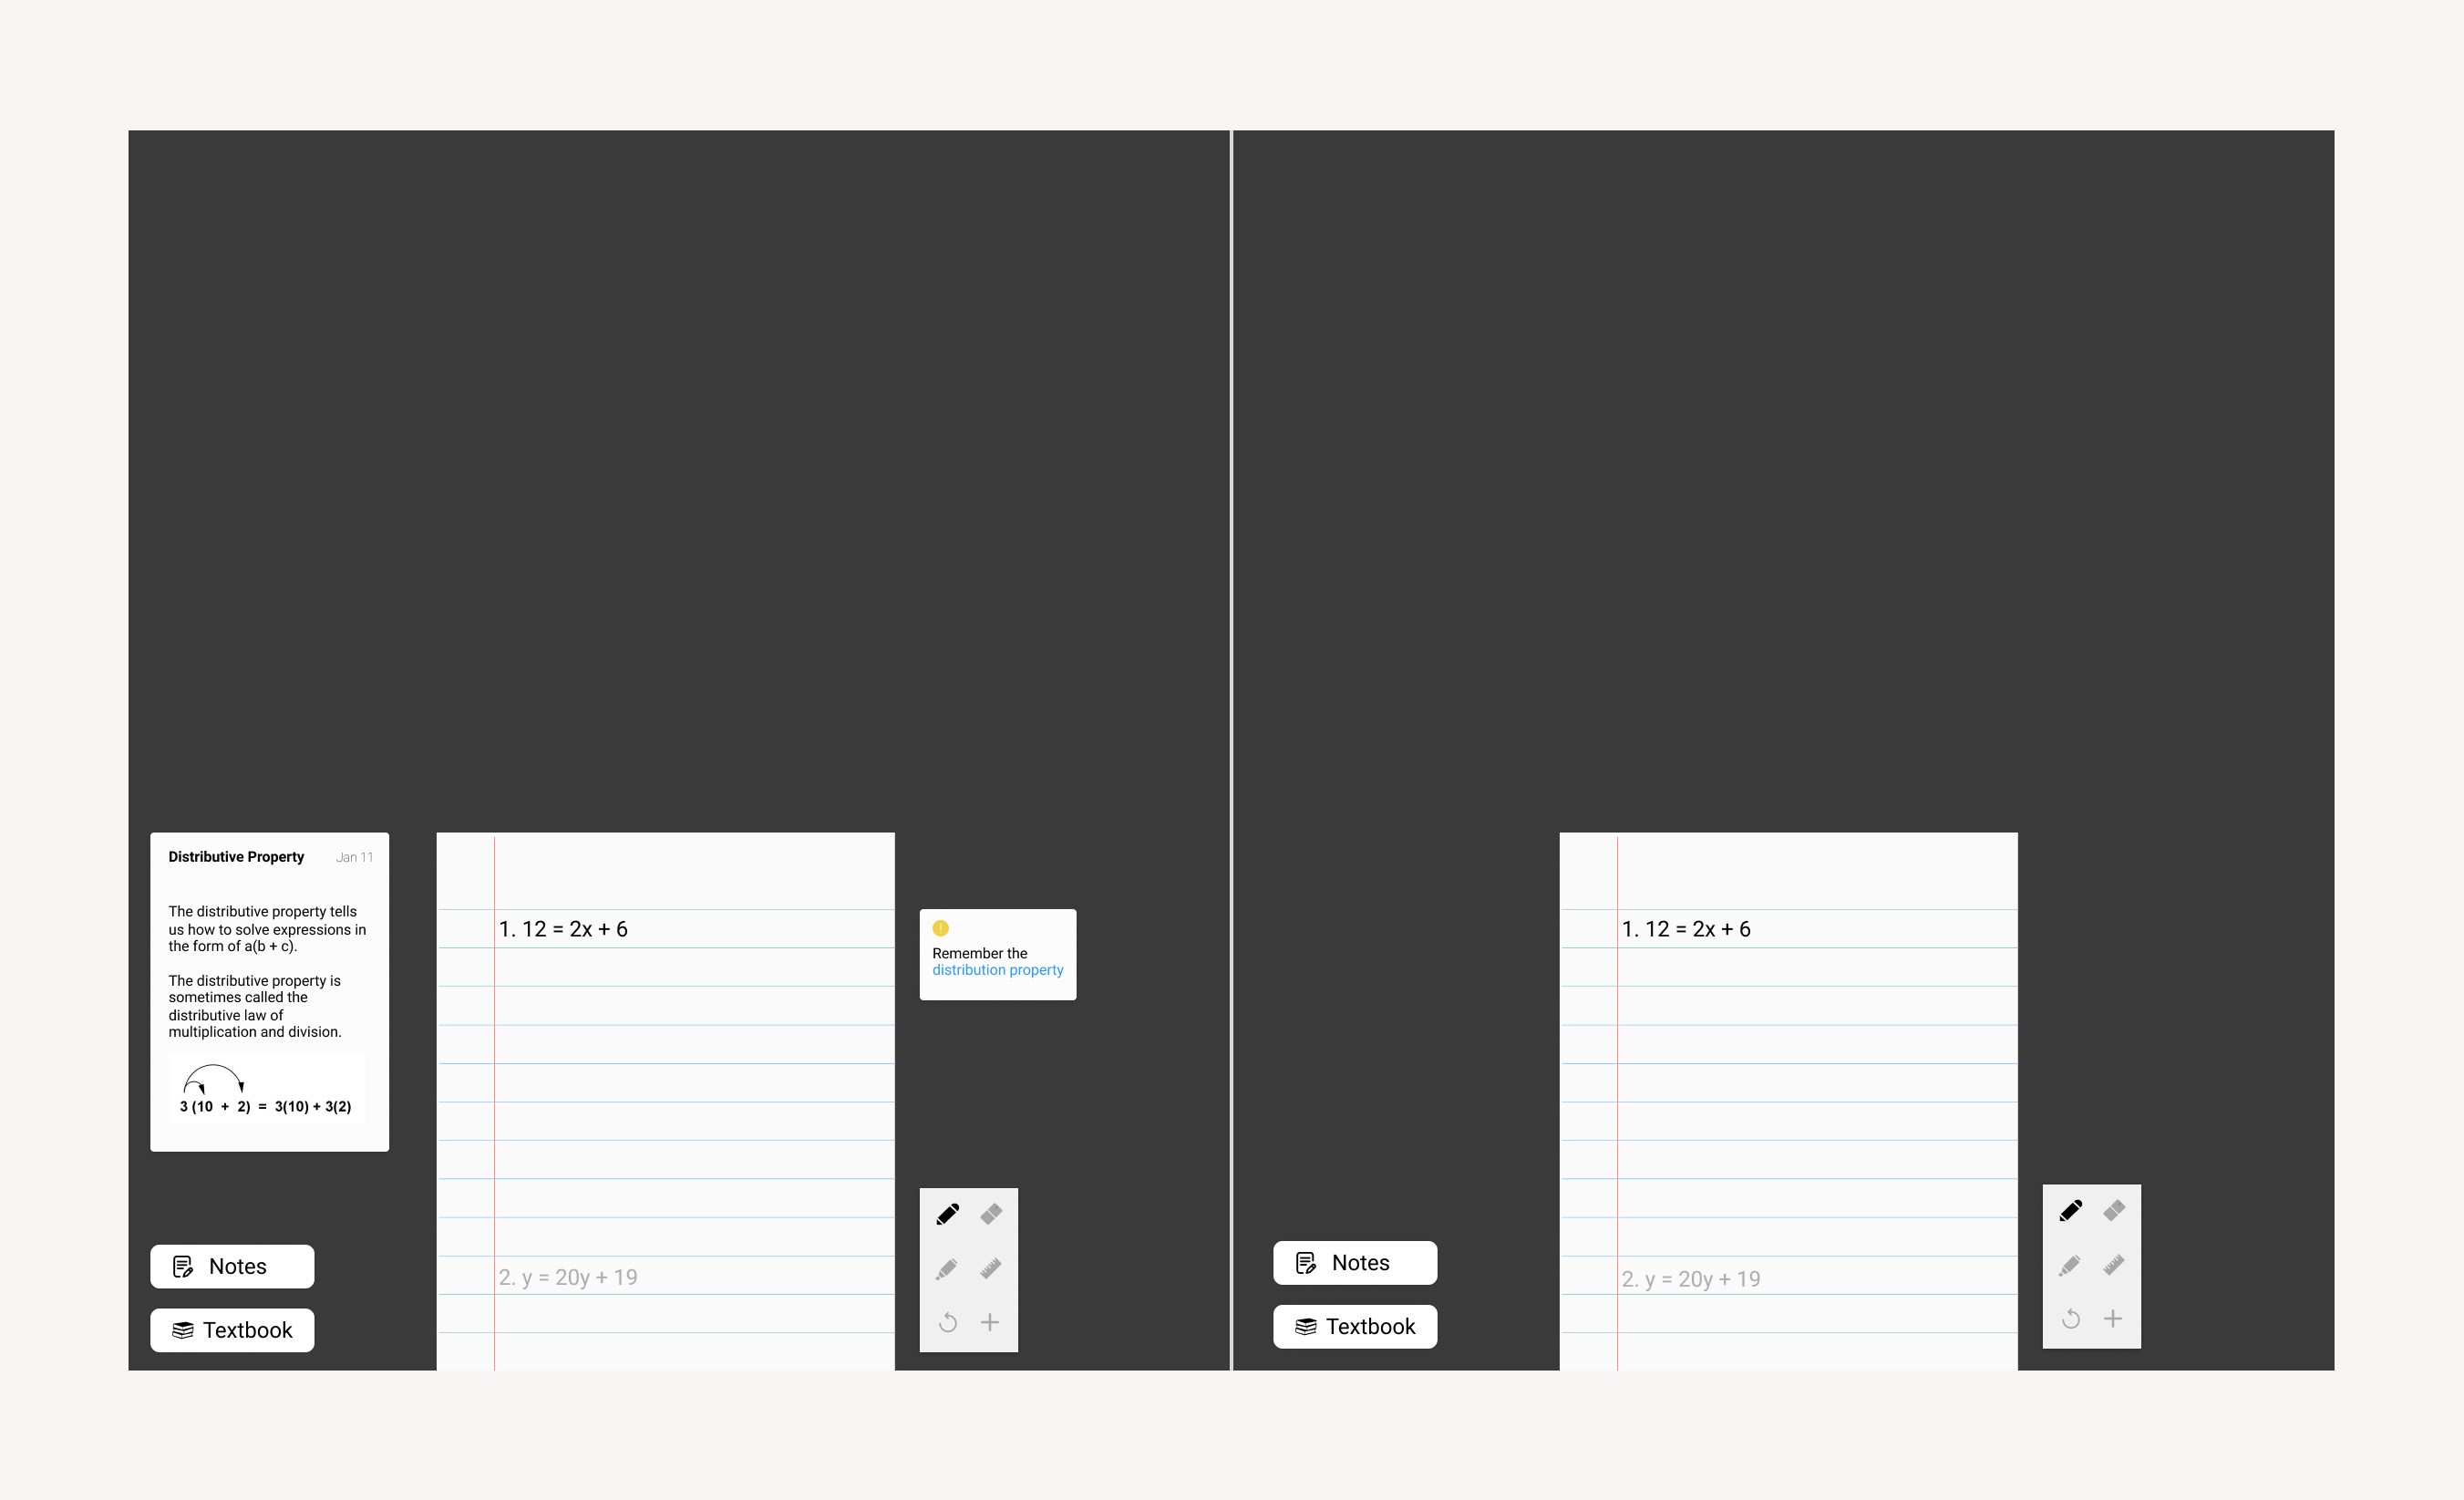 Distributive Property Jan 11
The distributive property tells
us how to solve expressions in
the form of a(b + c).
The distributive property is
sometimes called the
distributive law of
multiplication and division.
3 (10 + 2) = 3(10) + 3(2)
Notes
Textbook
1. 12 = 2x + 6
2. y = 20y + 19
!
Remember the
distribution property
Notes
Textbook
1. 12 = 2x + 6
2. y = 20y + 19